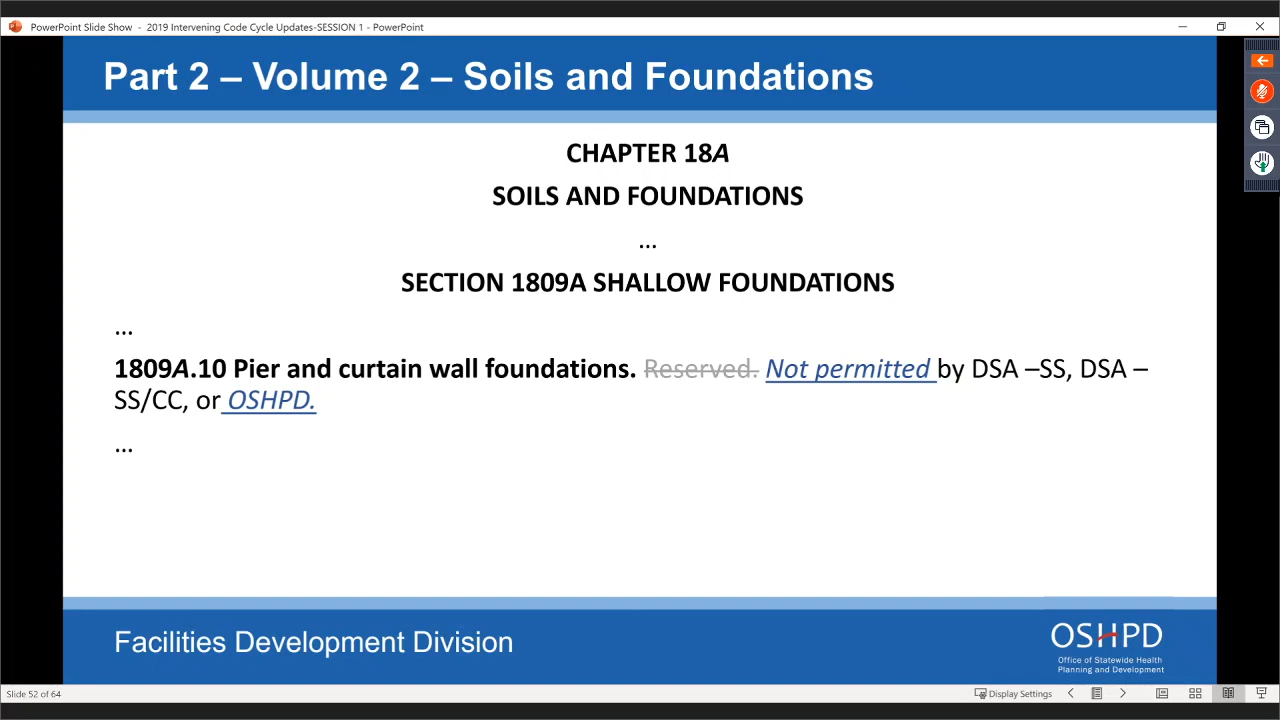 PowerPoint Slide Show - 2019 Intervening Code Cycle Updates-SESSION 1 - PowerPoint
Part 2 – Volume 2 – Soils and Foundations
CHAPTER 18A
SOILS AND FOUNDATIONS
...
SECTION 1809A SHALLOW FOUNDATIONS
...
1809A.10 Pier and curtain wall foundations. Reserved. Not permitted by DSA –SS, DSA –
SS/CC, or OSHPD.
...
Facilities Development Division
OSHPD
Office of Statewide Health
Planning and Development
Slide 52 of 64
Display Settings